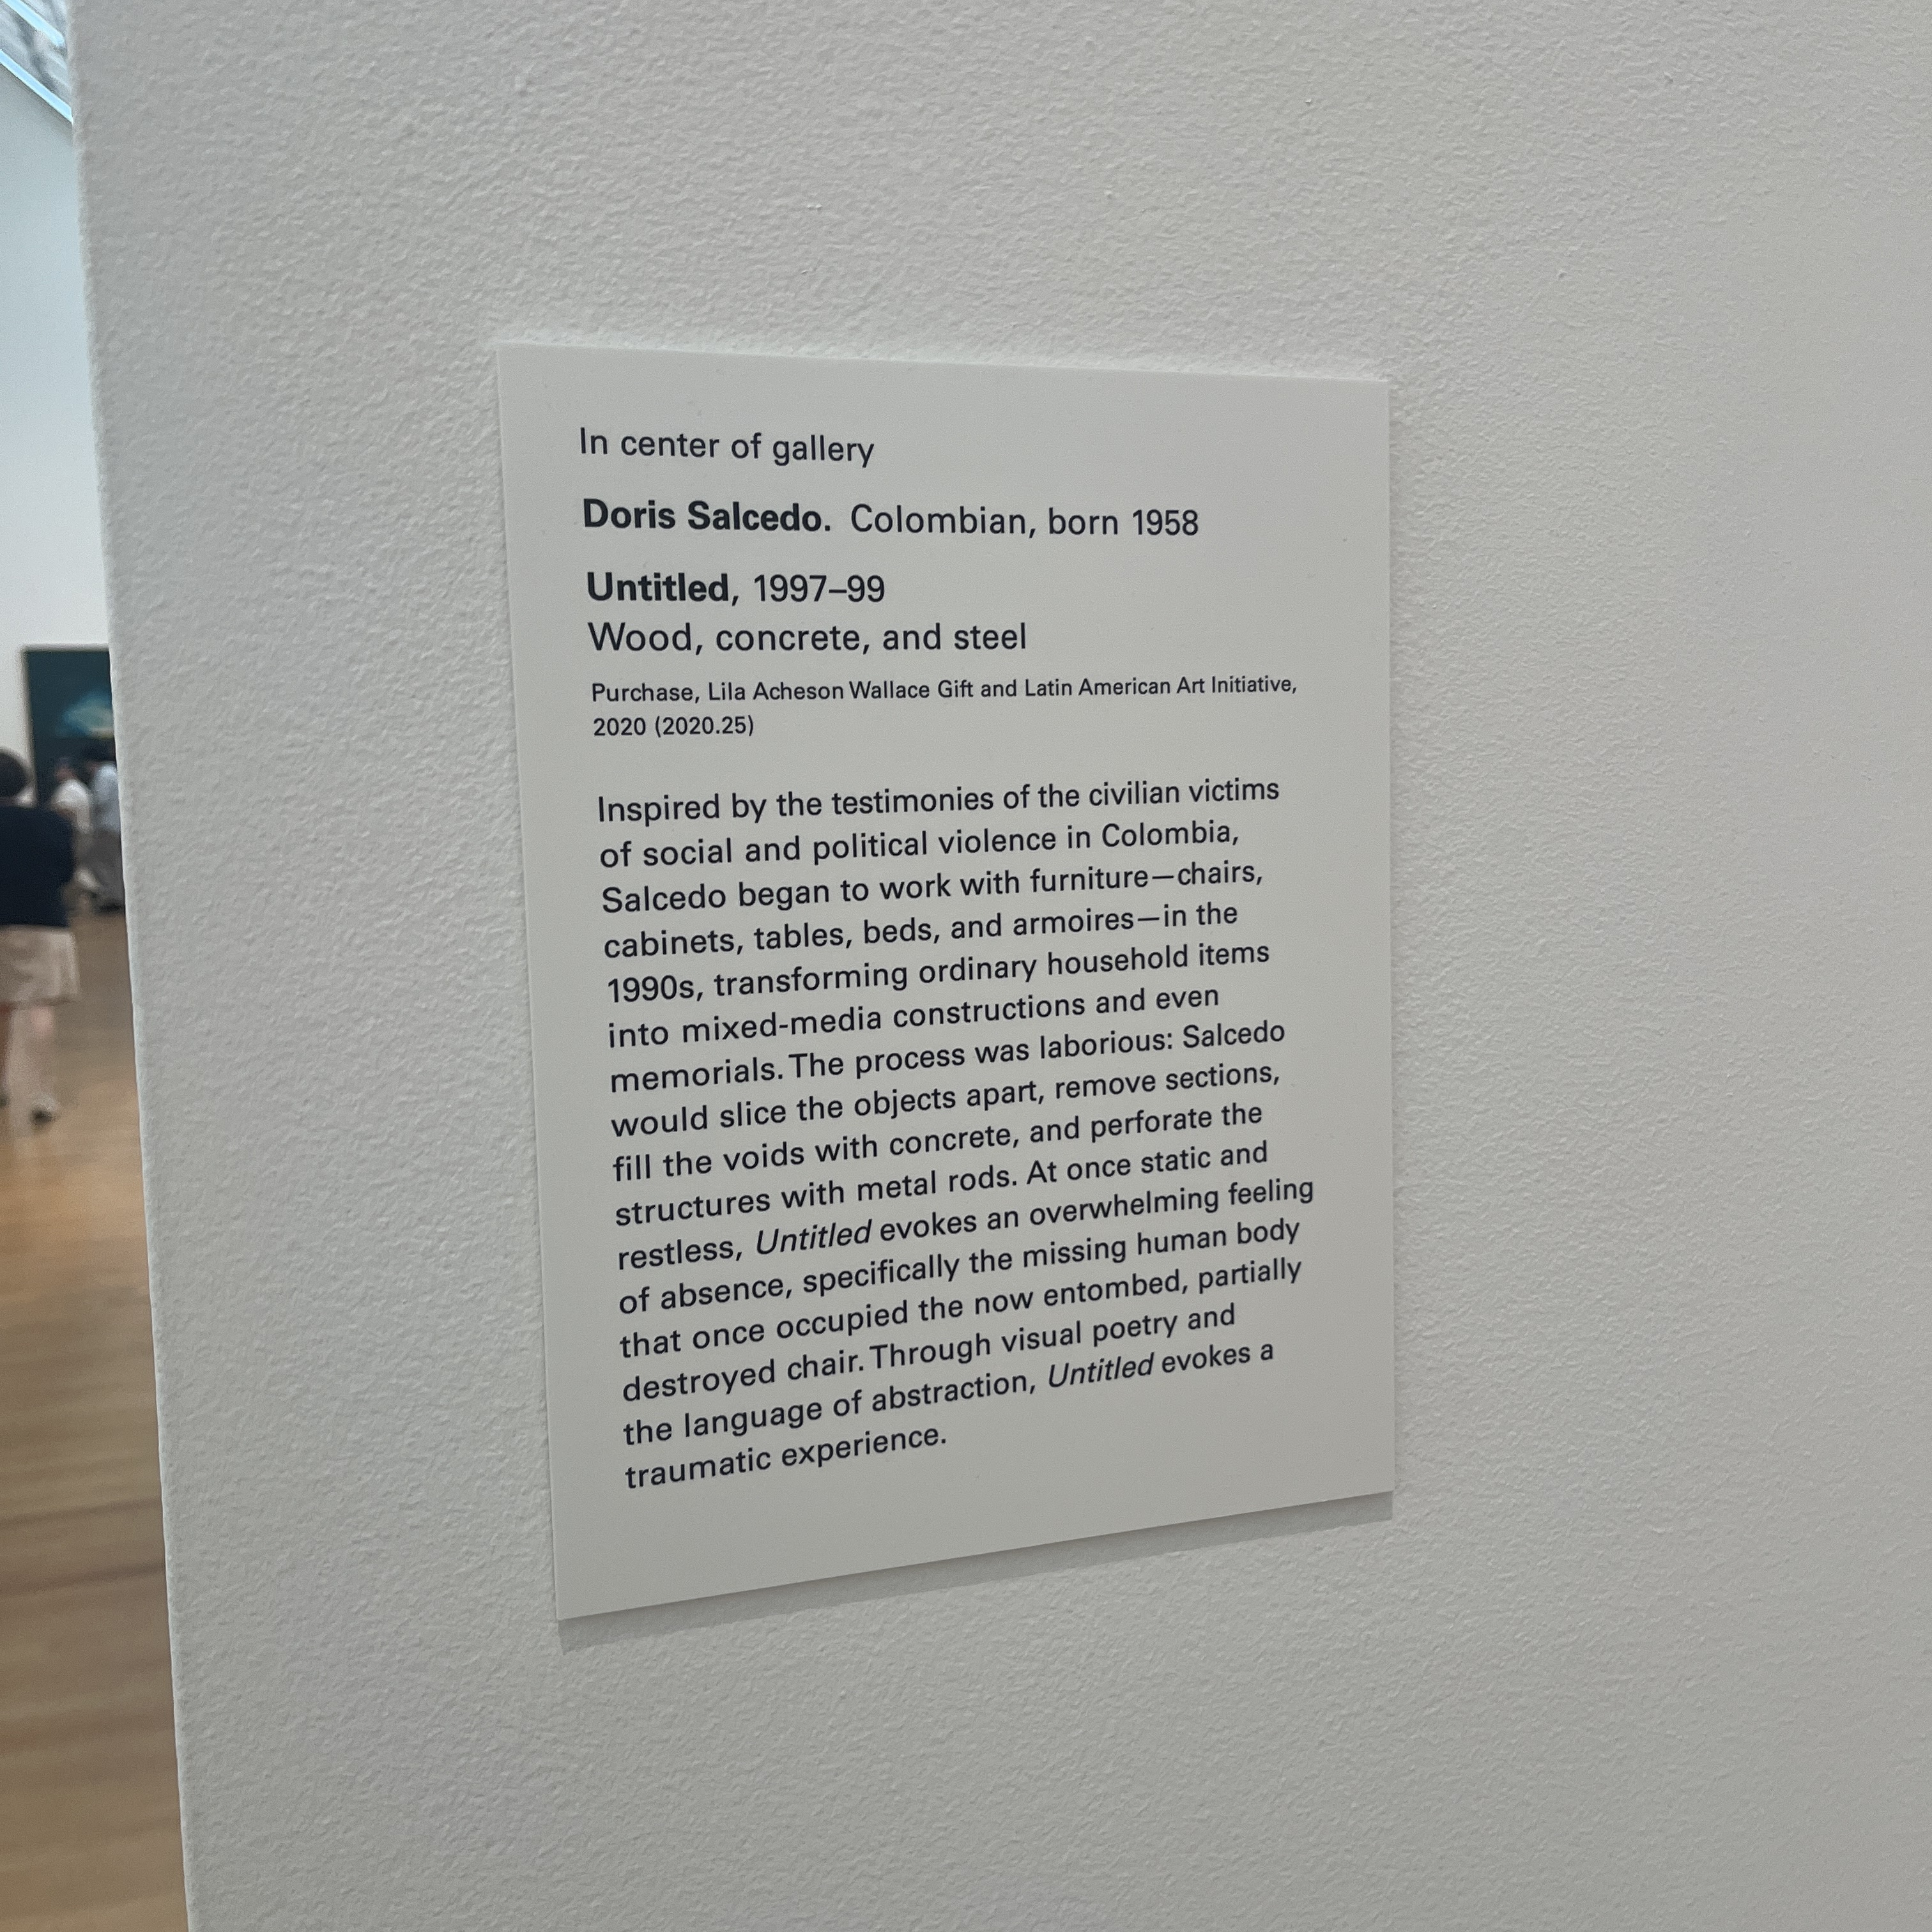 In center of gallery
Doris Salcedo. Colombian, born 1958
Untitled, 1997–99
Wood, concrete, and steel
Purchase, Lila Acheson Wallace Gift and Latin American Art Initiative,
2020 (2020.25)
Inspired by the testimonies of the civilian victims
of social and political violence in Colombia,
Salcedo began to work with furniture—chairs,
cabinets, tables, beds, and armoires—in the
1990s, transforming ordinary household items
into mixed-media constructions and even
memorials. The process was laborious: Salcedo
would slice the objects apart, remove sections,
fill the voids with concrete, and perforate the
structures with metal rods. At once static and
restless, Untitled evokes an overwhelming feeling
of absence, specifically the missing human body
that once occupied the now entombed, partially
destroyed chair. Through visual poetry and
the language of abstraction, Untitled evokes a
traumatic experience.